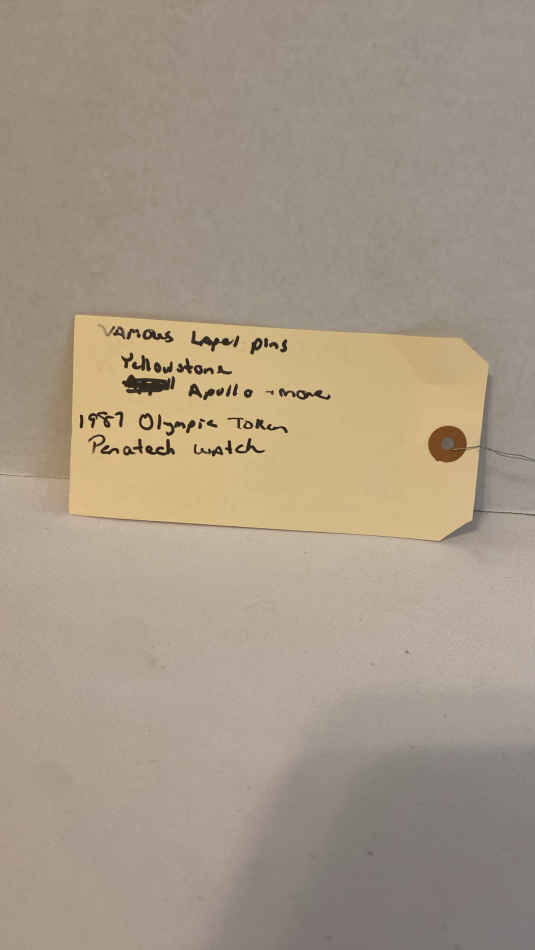 VARIOUS Lapel pins
Yellowstone
Apollo + more
1987 Olympic Token
Penatech watch